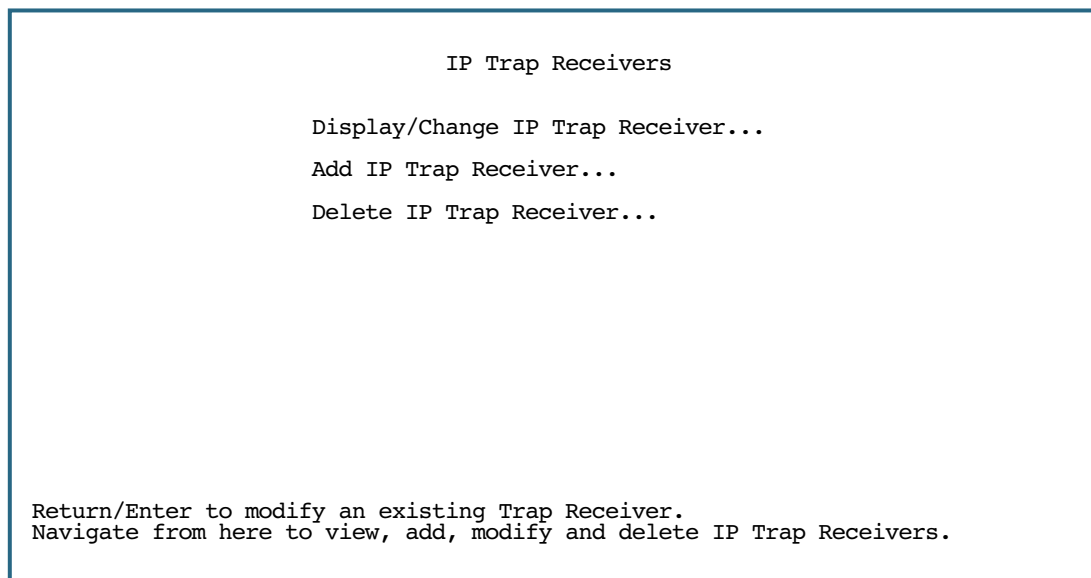 IP Trap Receivers
Display/Change IP Trap Receiver...
Add IP Trap Receiver...
Delete IP Trap Receiver...
Return/Enter to modify an existing Trap Receiver.
Navigate from here to view, add, modify and delete IP Trap Receivers.